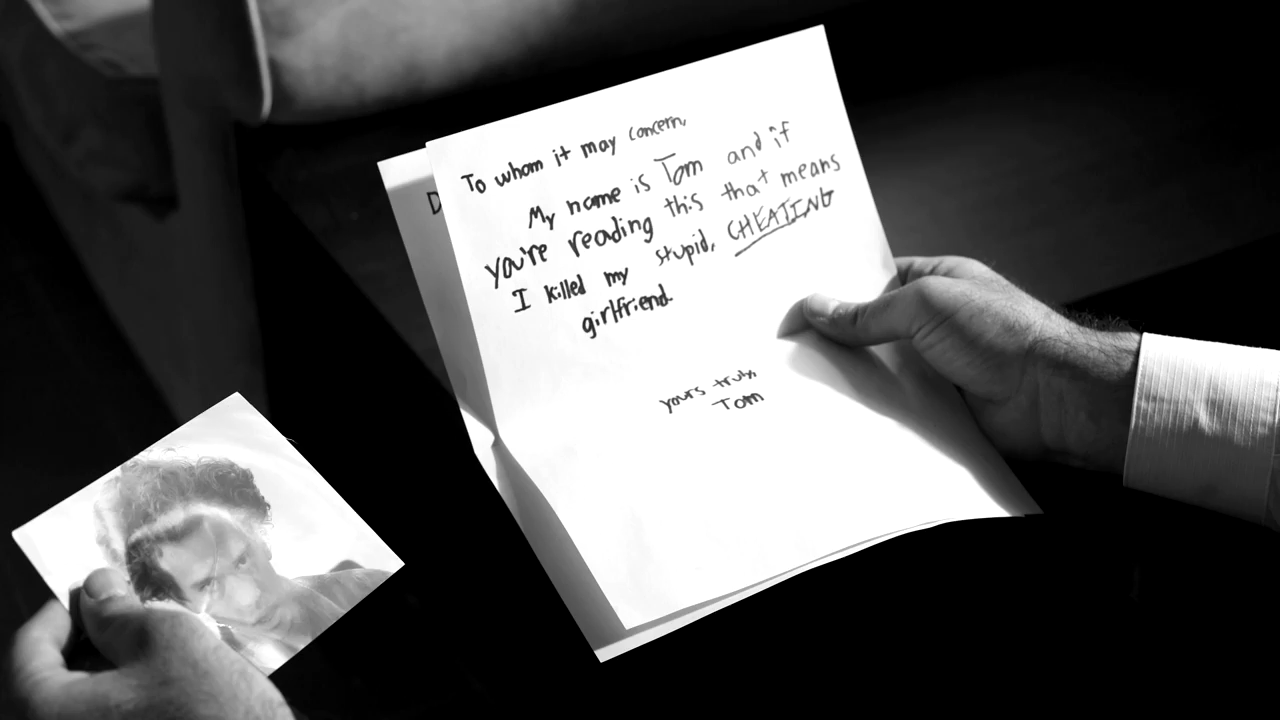 To whom it may concern,
My name is Tom and if
you're reading this that means
I killed my stupid, CHEATING
girlfriend.
yours truly,
Tom
D